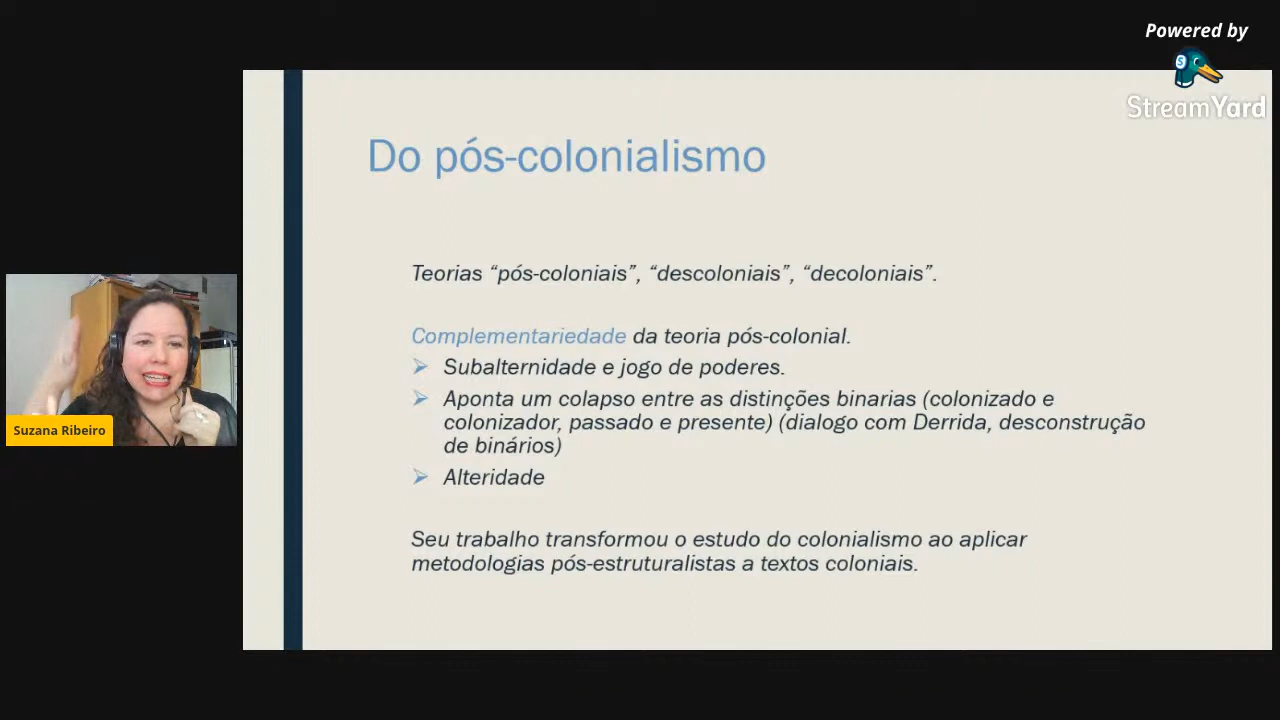 Powered by
StreamYard
Do pós-colonialismo
Teorias “pós-coloniais”, “descoloniais”, “decoloniais”.
Complementariedade da teoria pós-colonial.
Subalternidade e jogo de poderes.
Aponta um colapso entre as distinções binarias (colonizado e
colonizador, passado e presente) (dialogo com Derrida, desconstrução
de binários)
Alteridade
Seu trabalho transformou o estudo do colonialismo ao aplicar
metodologias pós-estruturalistas a textos coloniais.
Suzana Ribeiro